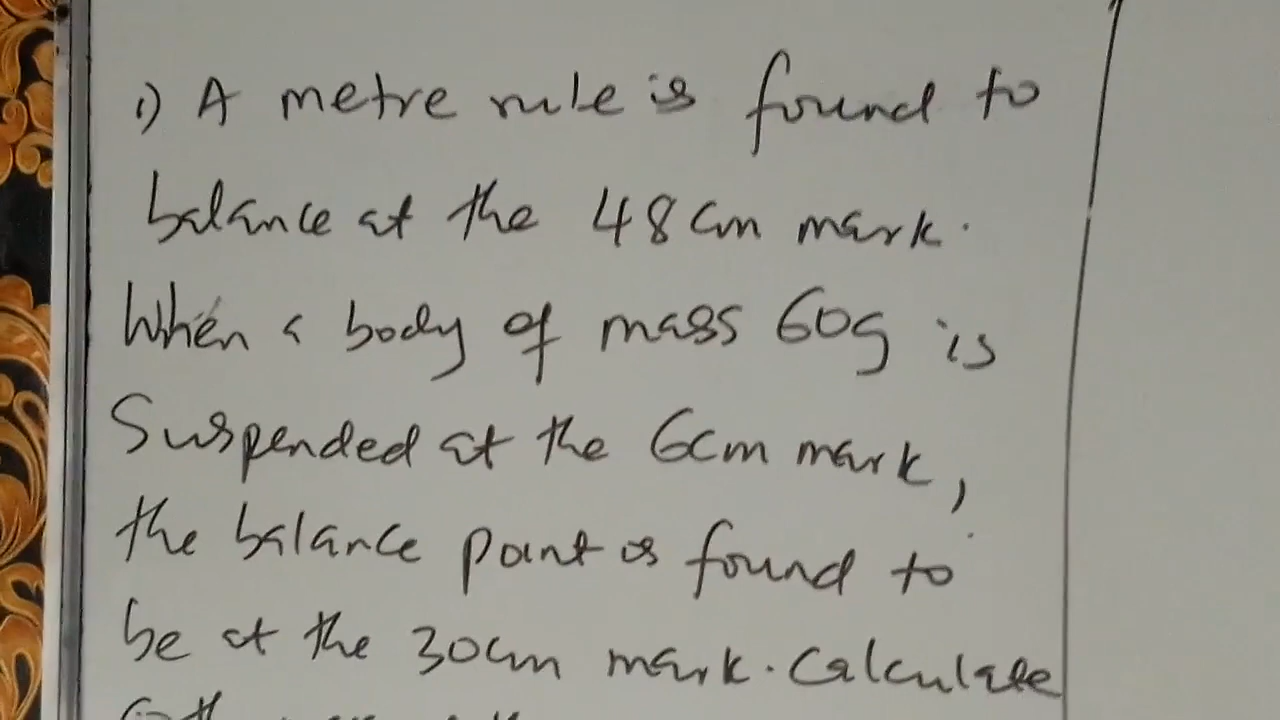 1) A metre rule is found to
balance at the 48cm mark.
When a body of mass 60g is
Suspended at the 6cm mark,
the balance point is found to
be at the 30cm mark. Calculate